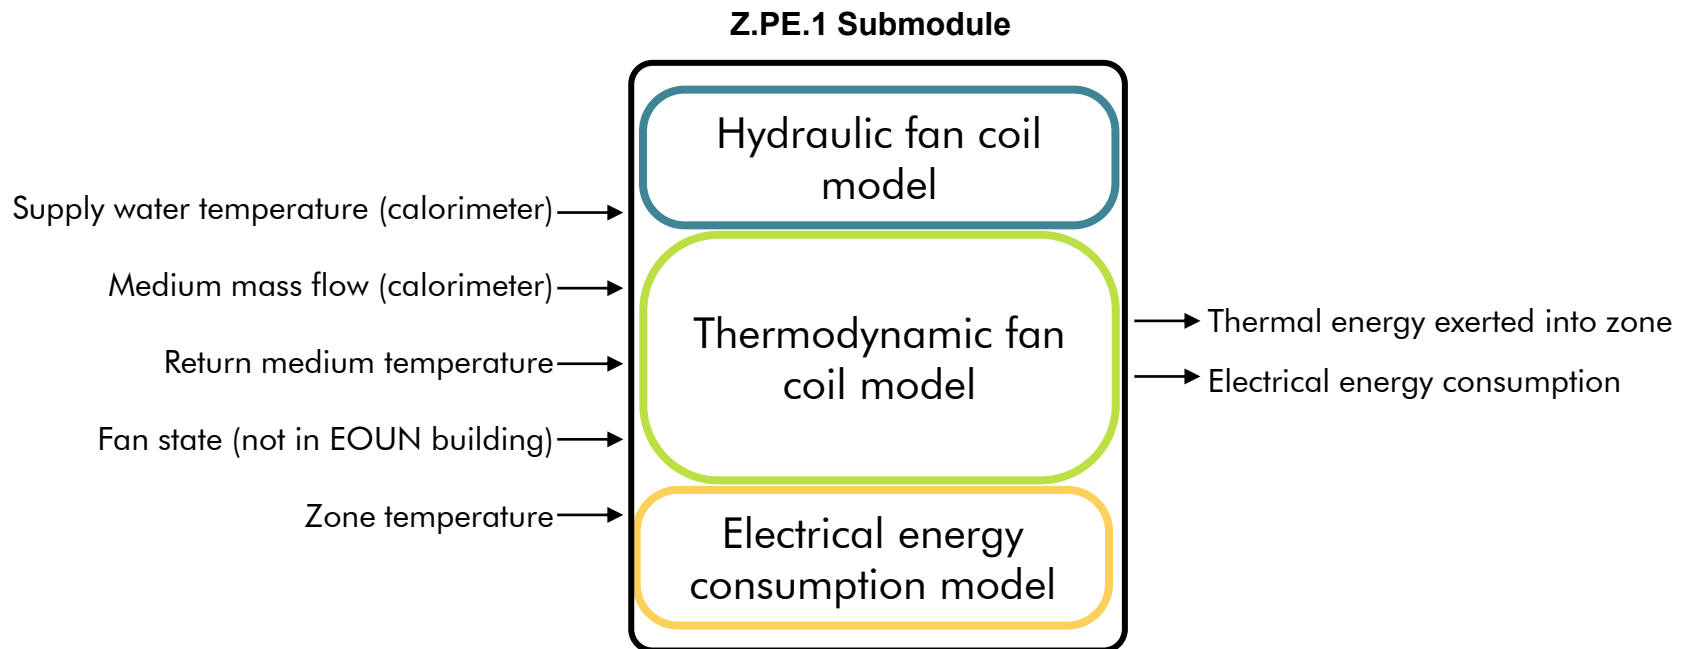 Z.PE.1 Submodule
Hydraulic fan coil
model
Supply water temperature (calorimeter)
Medium mass flow (calorimeter)
Return medium temperature
Fan state (not in EOUN building)
Zone temperature
Thermodynamic fan
coil model
Electrical energy
consumption model
Thermal energy exerted into zone
Electrical energy consumption